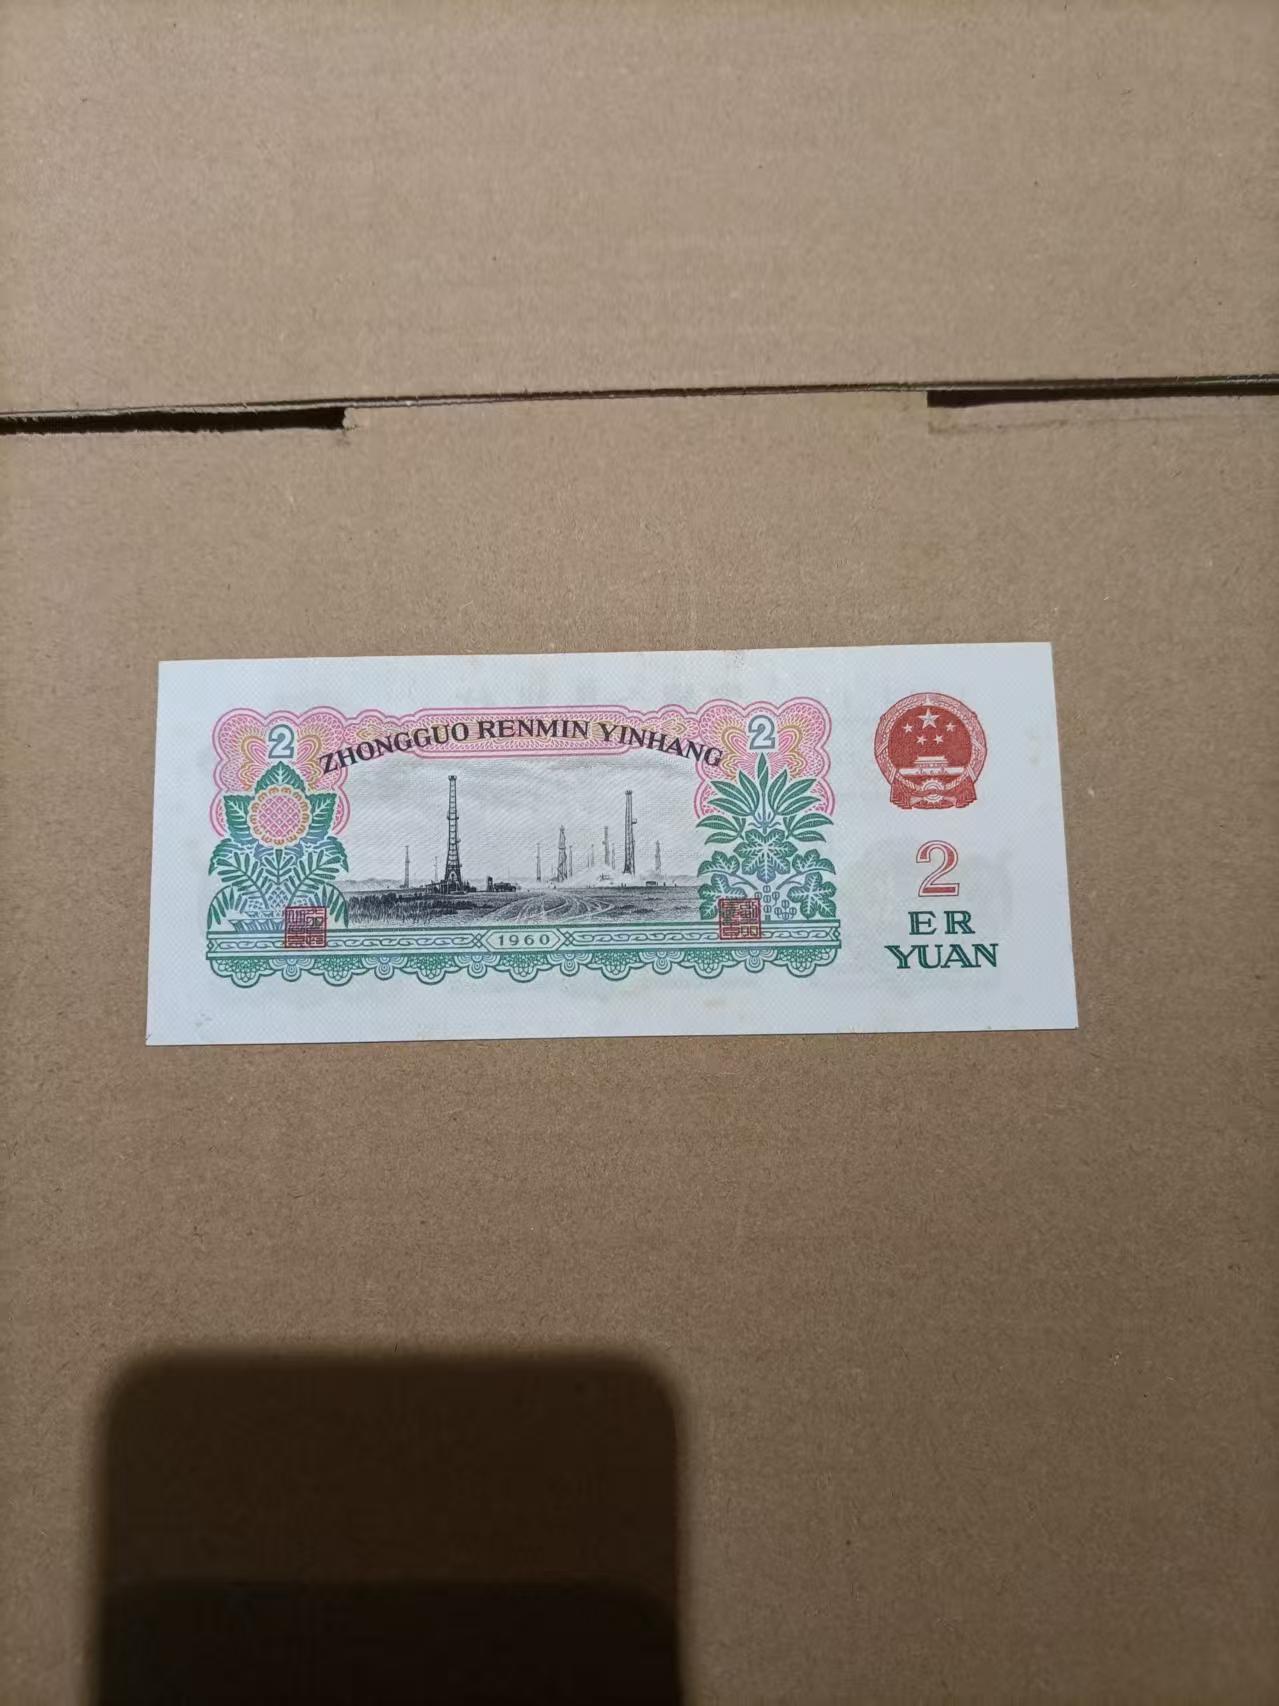 2
2
ZHONGGUO RENMIN YINHANG
1960
2
ER
YUAN